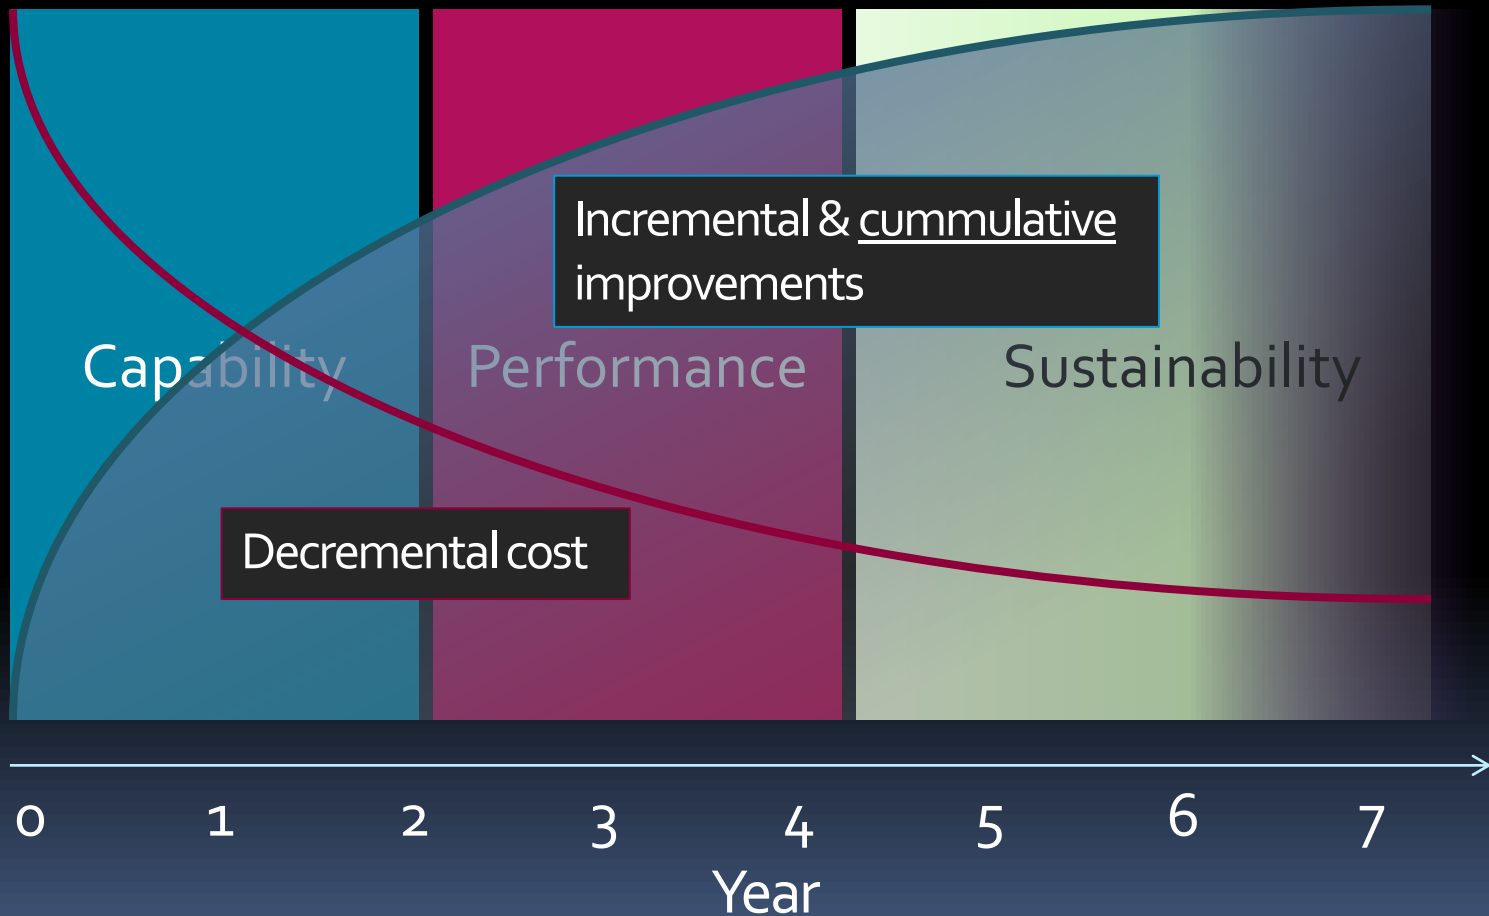 Incremental & cummulative
improvements
Capability
Performance
Sustainability
Decremental cost
0 1 2 3 4 5 6 7
Year